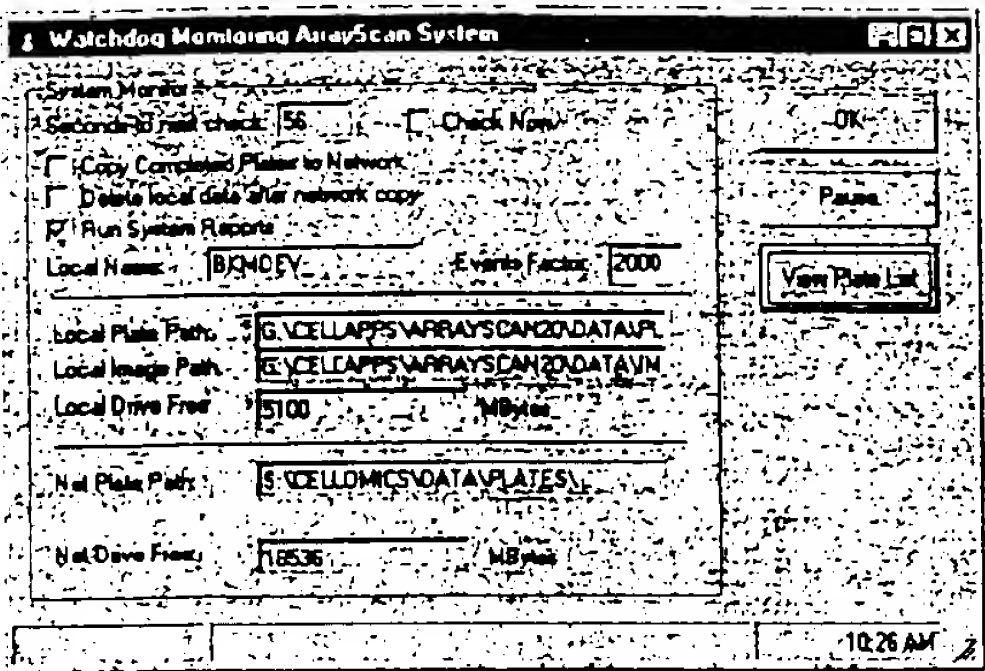 Watchdog Monitoring ArrayScan System
System Monitor
Seconds to next check: 56 Check Now
OK
Copy Completed Plates to Network
Delete local data after network copy
Pause
Run System Reports
Local Name: Events Factor: 2000
View Plate List
Local Plate Path: G:\CELLAPPS\ARRAYSCAN20\DATA\PL
Local Image Path: G:\CELLAPPS\ARRAYSCAN20\DATA\IM
Local Drive Free: 5100 MBytes
Net Plate Path: S:\CELLOMICS\DATA\PLATES\
Net Drive Free: 18536 MBytes
10:26 AM